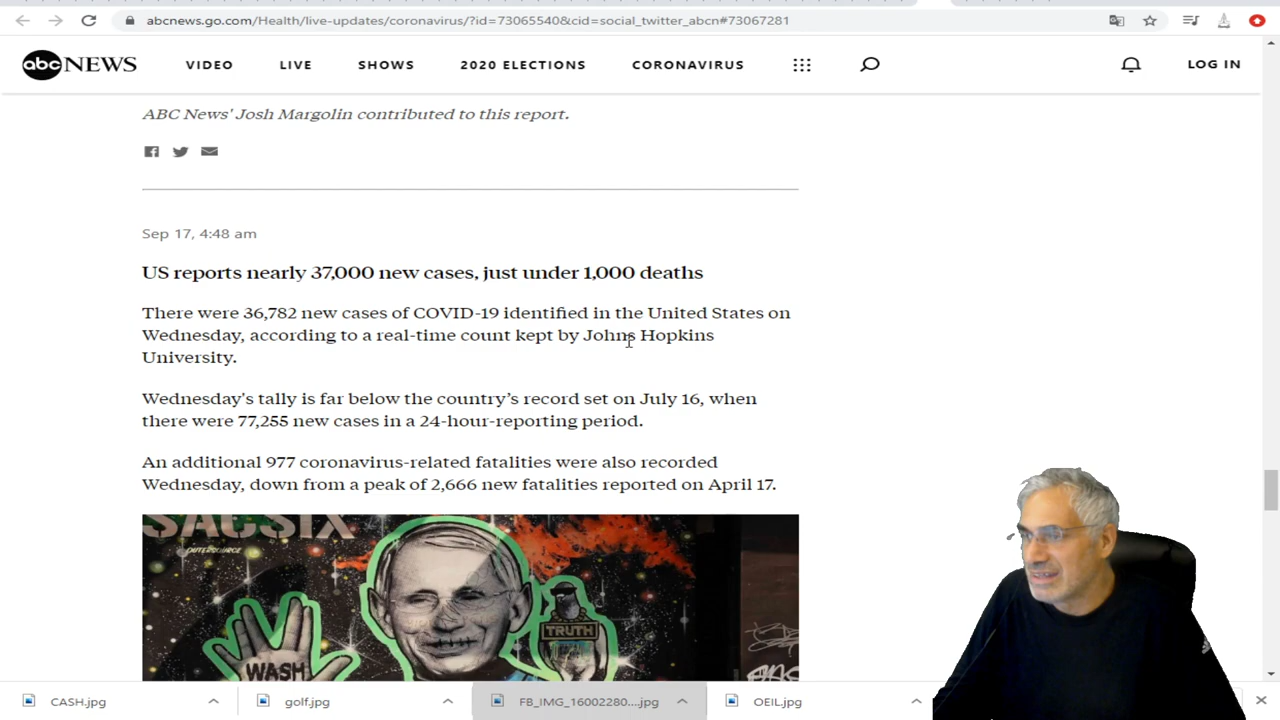 abcnews.go.com/Health/live-updates/coronavirus/?id=73065540&cid=social_twitter_abcn#73067281
abc NEWS VIDEO LIVE SHOWS 2020 ELECTIONS CORONAVIRUS LOG IN
ABC News' Josh Margolin contributed to this report.
Sep 17, 4:48 am
US reports nearly 37,000 new cases, just under 1,000 deaths
There were 36,782 new cases of COVID-19 identified in the United States on
Wednesday, according to a real-time count kept by Johns Hopkins
University.
Wednesday's tally is far below the country's record set on July 16, when
there were 77,255 new cases in a 24-hour-reporting period.
An additional 977 coronavirus-related fatalities were also recorded
Wednesday, down from a peak of 2,666 new fatalities reported on April 17.
SACSIX
OUTERSOURCE
TRUTH
WASH
CASH.jpg golf.jpg FB_IMG_16002280....jpg OEIL.jpg